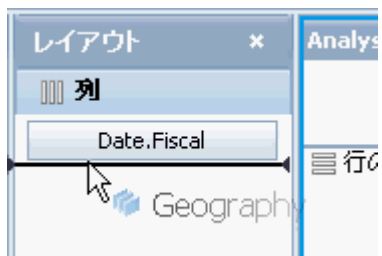 レイアウト ×
Analys
列
Date.Fiscal
行の
Geography